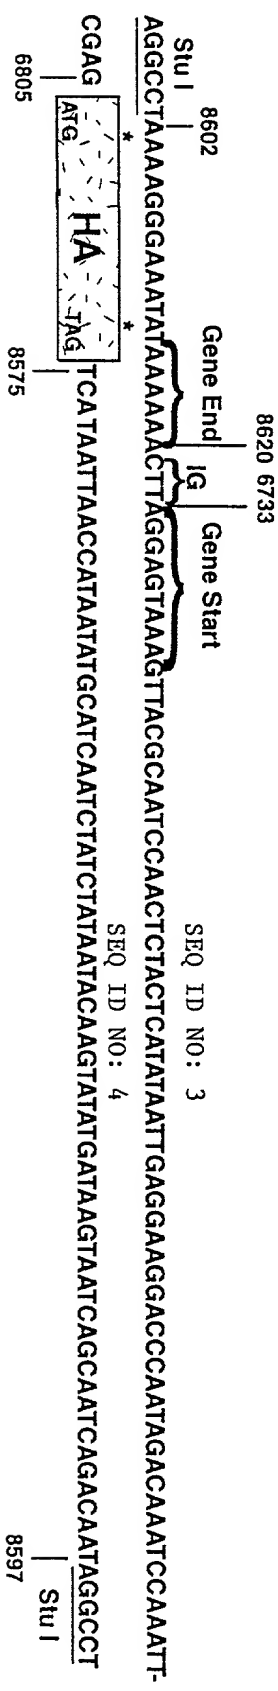 8620 6733
8602
Stu I Gene End IG Gene Start SEQ ID NO: 3
AGGCCTAAAAGGGAAATATAAAAAACTTAGGAGTAAAGTTACGCAATCCAACTCTACTCATATAATTGAGGAAGGACCCAATAGACAAATCCAAATT-
* * SEQ ID NO: 4
CGAG ATG HA TAG TCATAATTAACCATAATATGCATCAATCTATCTATAATACAAGTATATGATAAGTAATCAGCAATCAGACAATAGGCCT
6805 8575 8597 Stu I